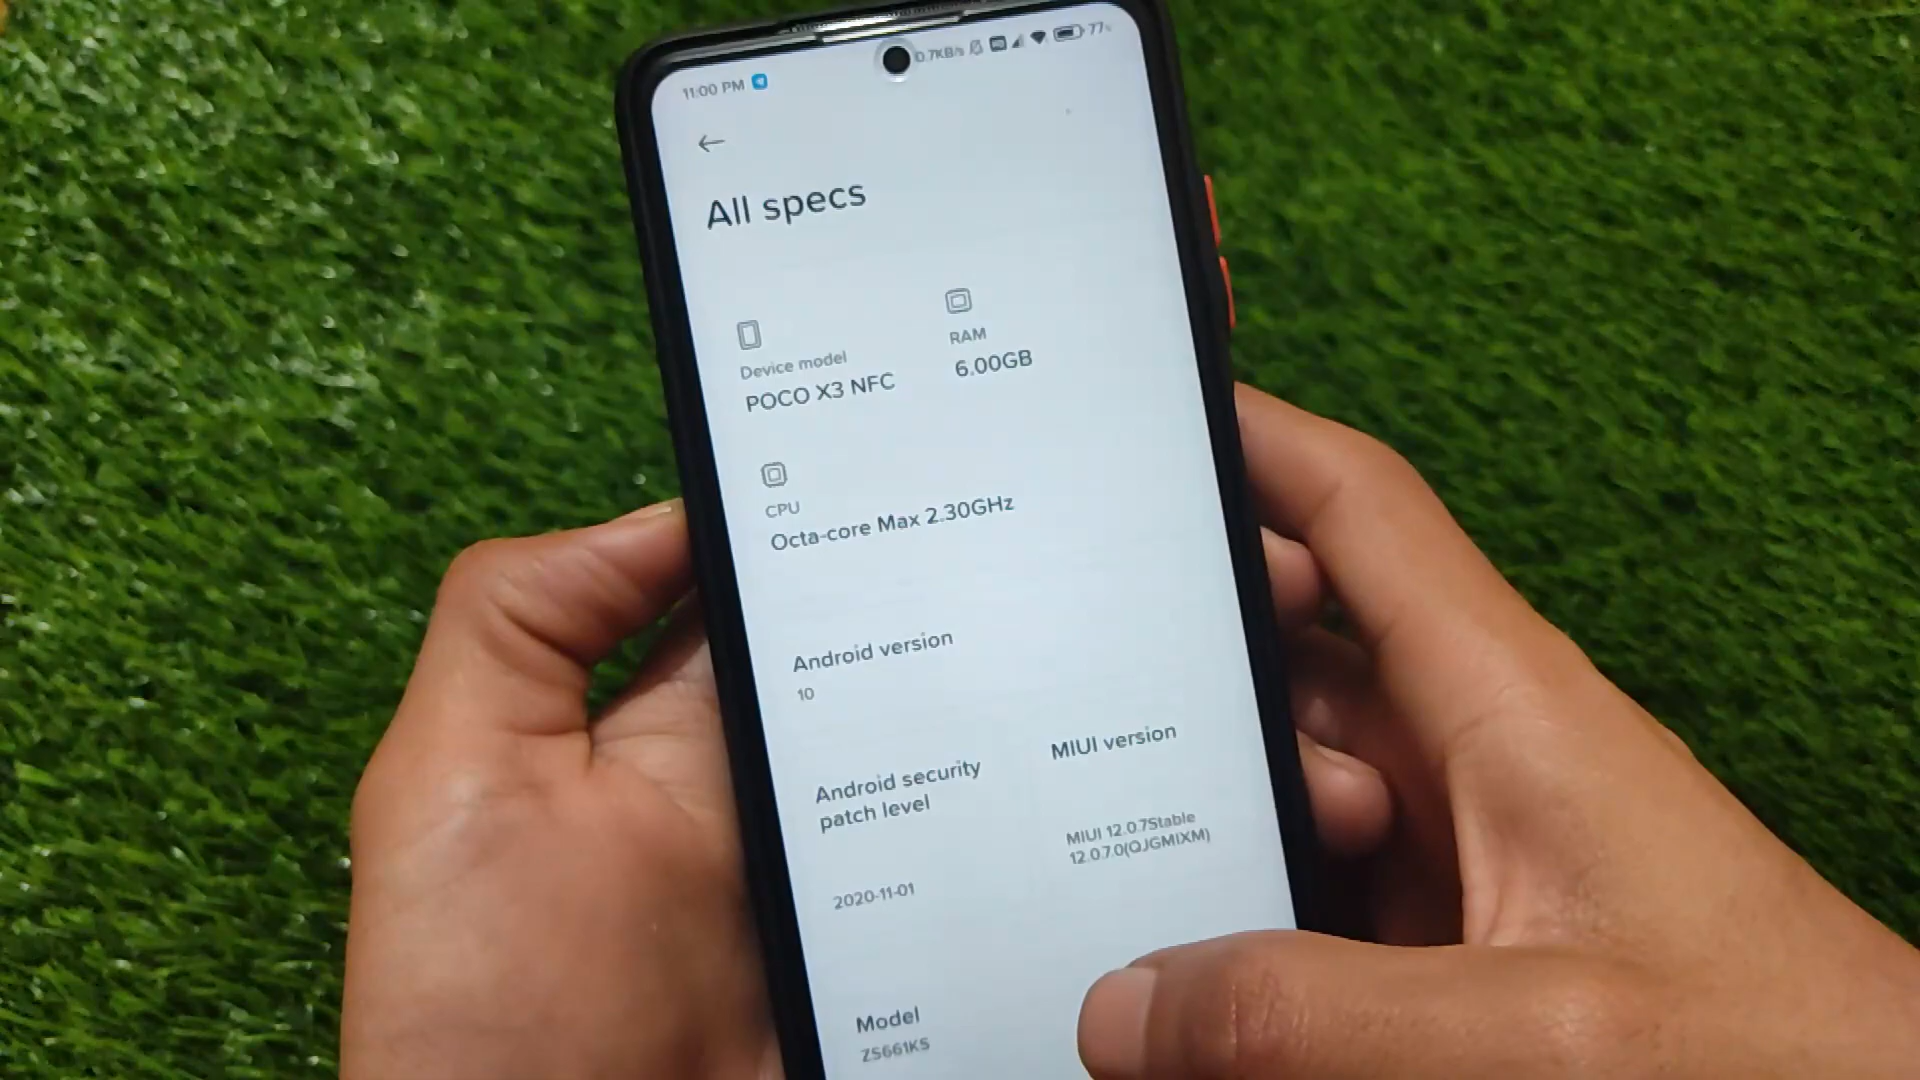 11:00 PM
0.7KB/s
77%
All specs
Device model
POCO X3 NFC
RAM
6.00GB
CPU
Octa-core Max 2.30GHz
Android version
10
Android security
patch level
2020-11-01
MIUI version
MIUI 12.0.7Stable
12.0.7.0(QJGMIXM)
Model
ZS661KS